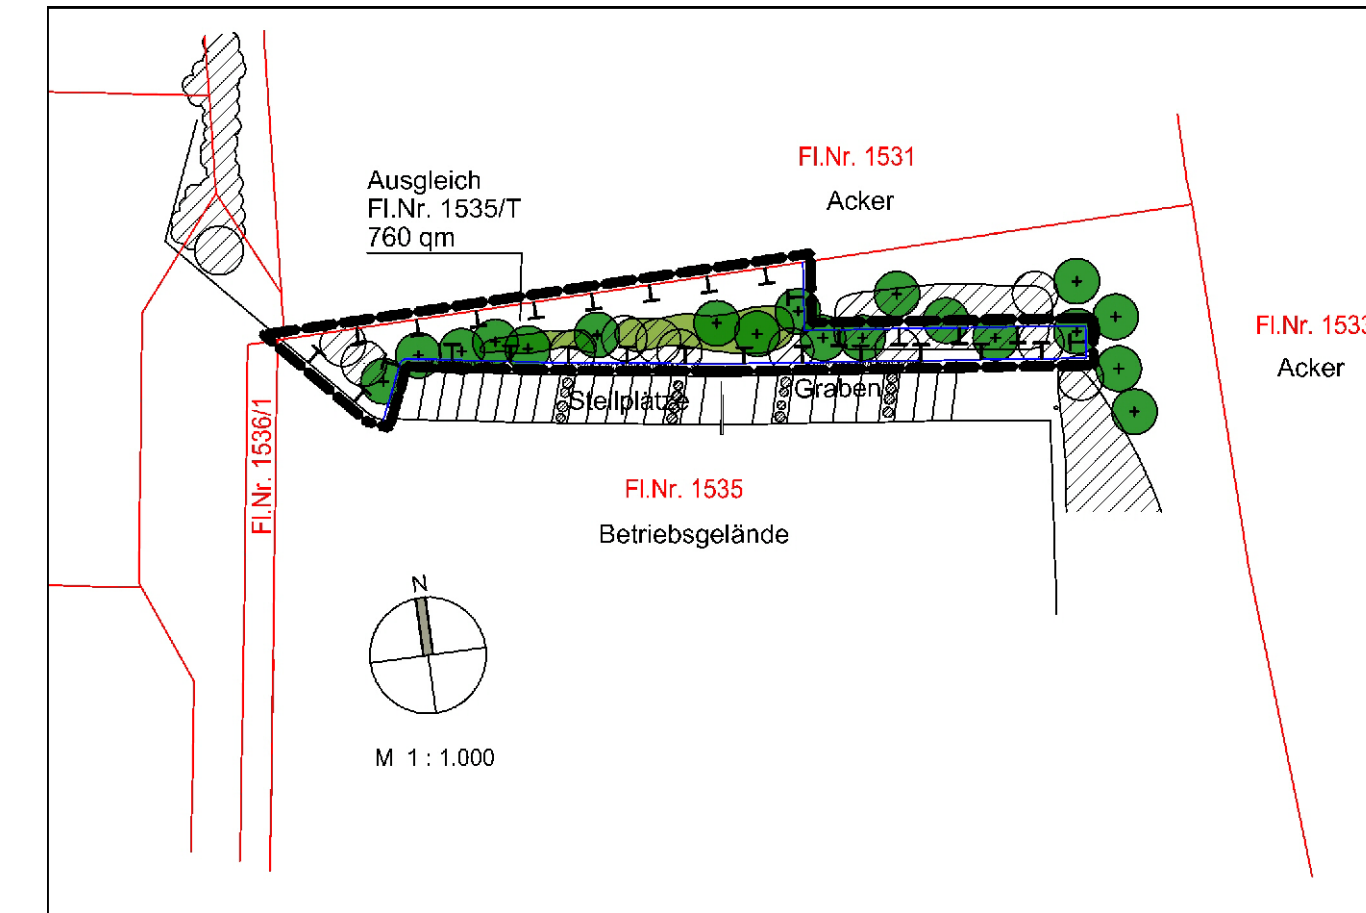 Fl.Nr. 1531
Acker
Ausgleich
Fl.Nr. 1535/T
760 qm
Fl.Nr. 1533
Acker
Stellplätze
Graben
Fl.Nr. 1536/1
Fl.Nr. 1535
Betriebsgelände
N
M 1 : 1.000